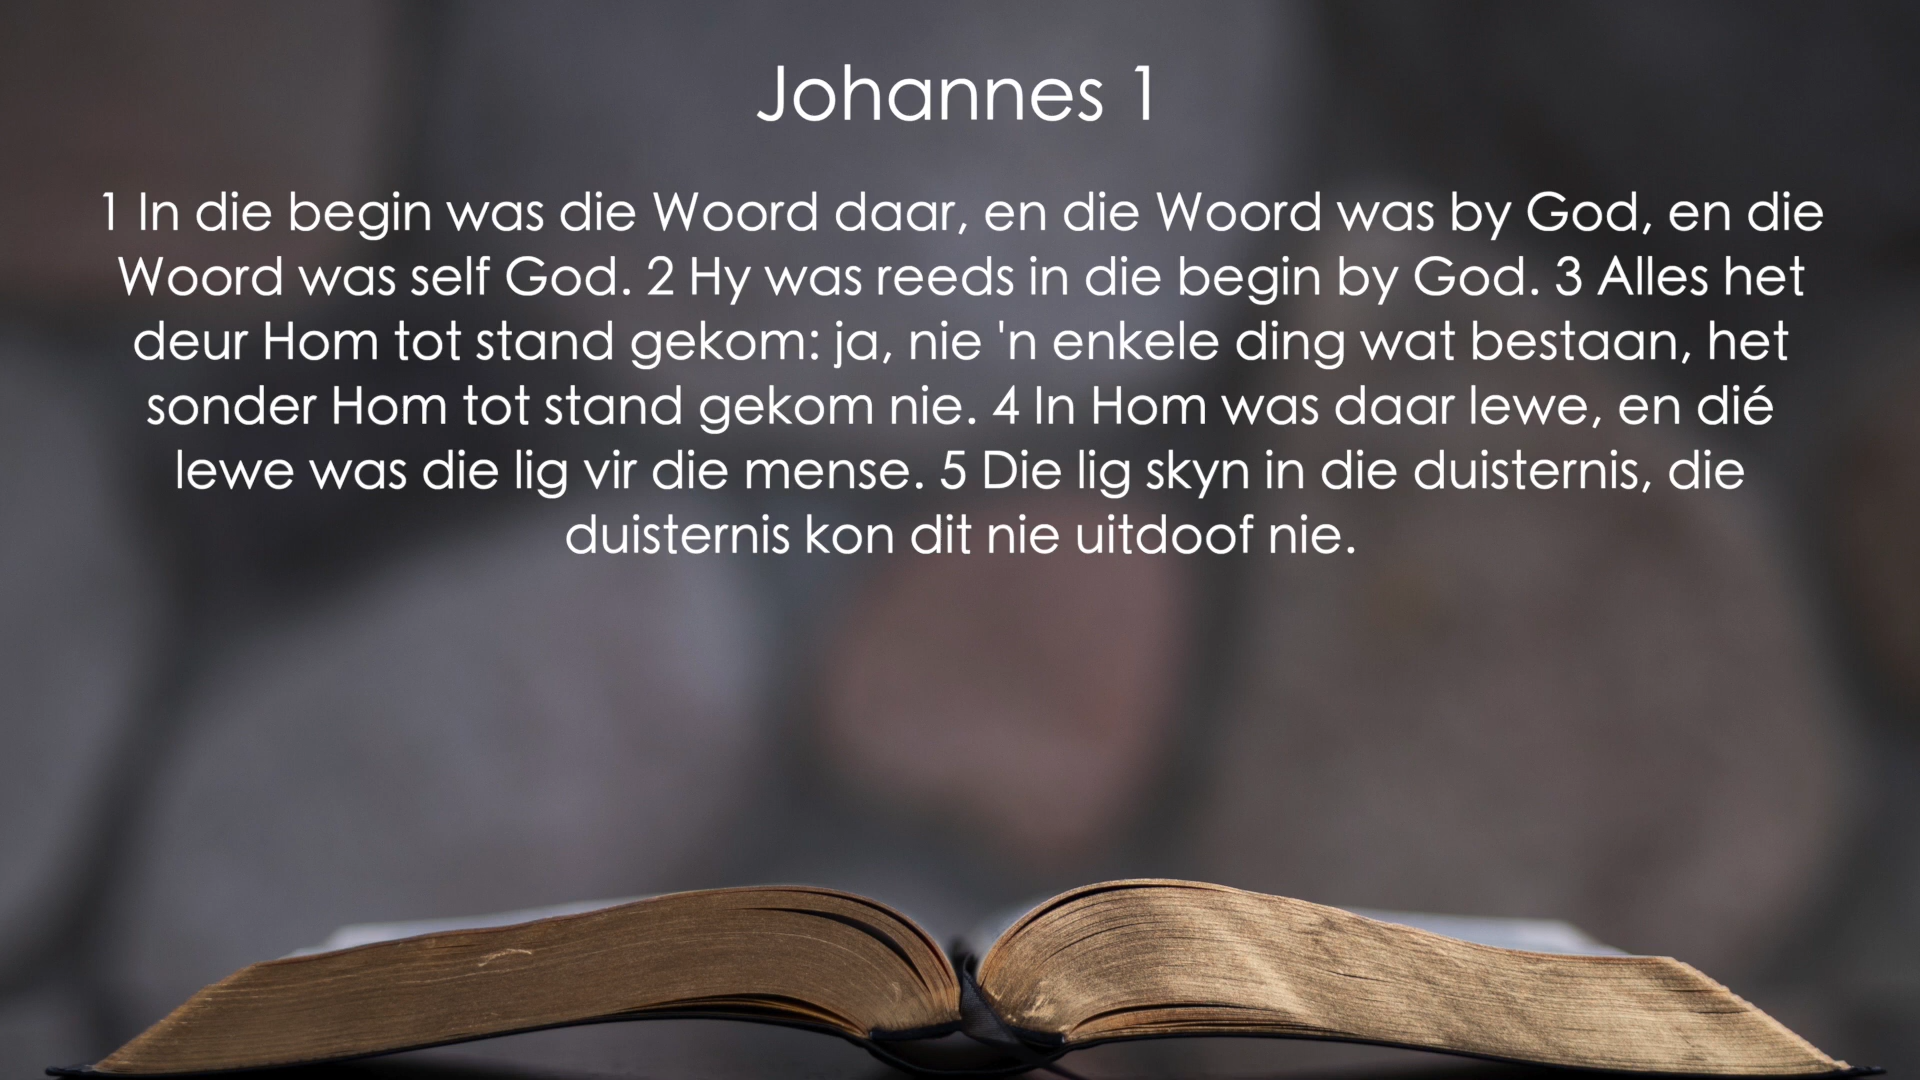 Johannes 1
1 In die begin was die Woord daar, en die Woord was by God, en die
Woord was self God. 2 Hy was reeds in die begin by God. 3 Alles het
deur Hom tot stand gekom: ja, nie 'n enkele ding wat bestaan, het
sonder Hom tot stand gekom nie. 4 In Hom was daar lewe, en dié
lewe was die lig vir die mense. 5 Die lig skyn in die duisternis, die
duisternis kon dit nie uitdoof nie.